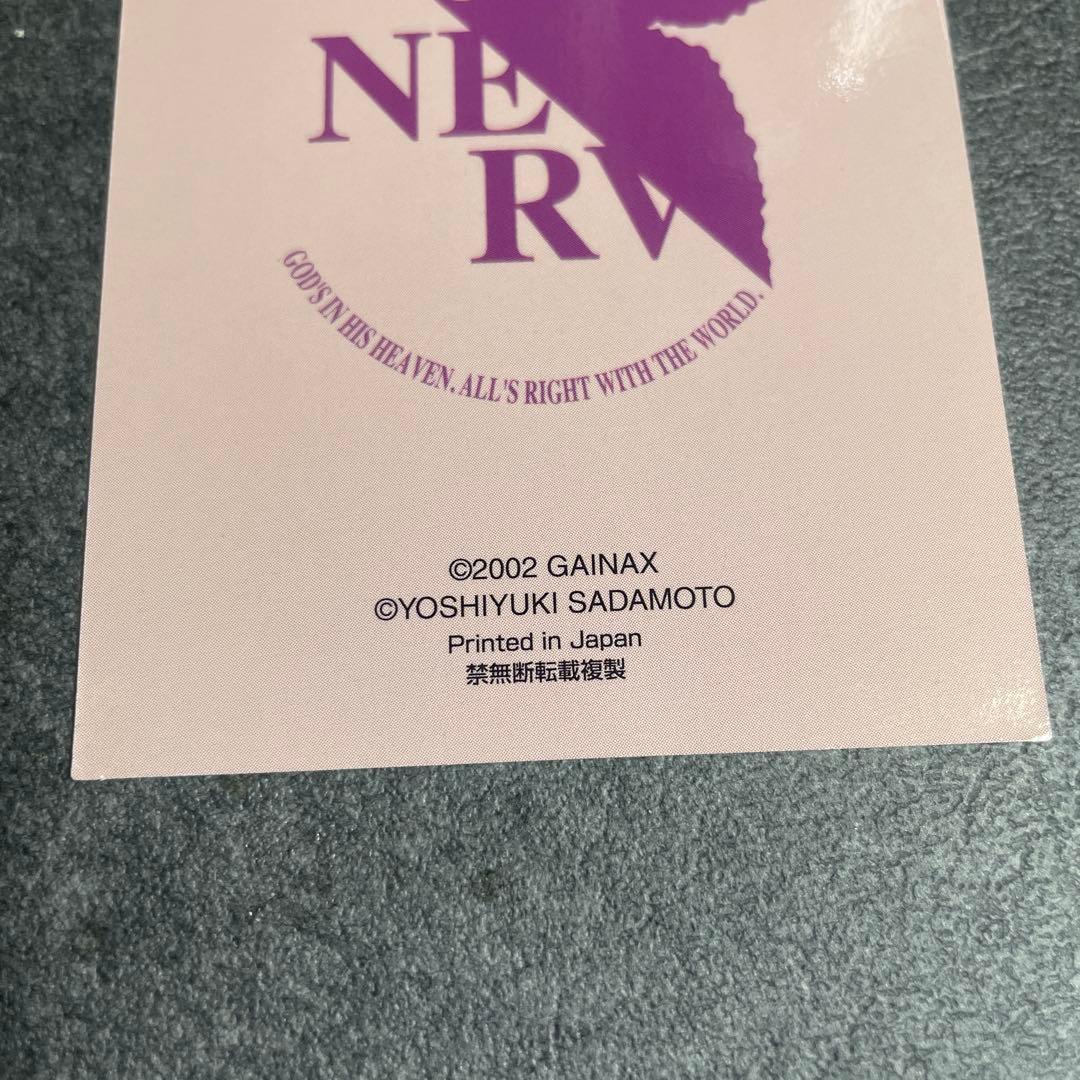 NE
RV
GOD'S IN HIS HEAVEN. ALL'S RIGHT WITH THE WORLD.
©2002 GAINAX
©YOSHIYUKI SADAMOTO
Printed in Japan
禁無断転載複製